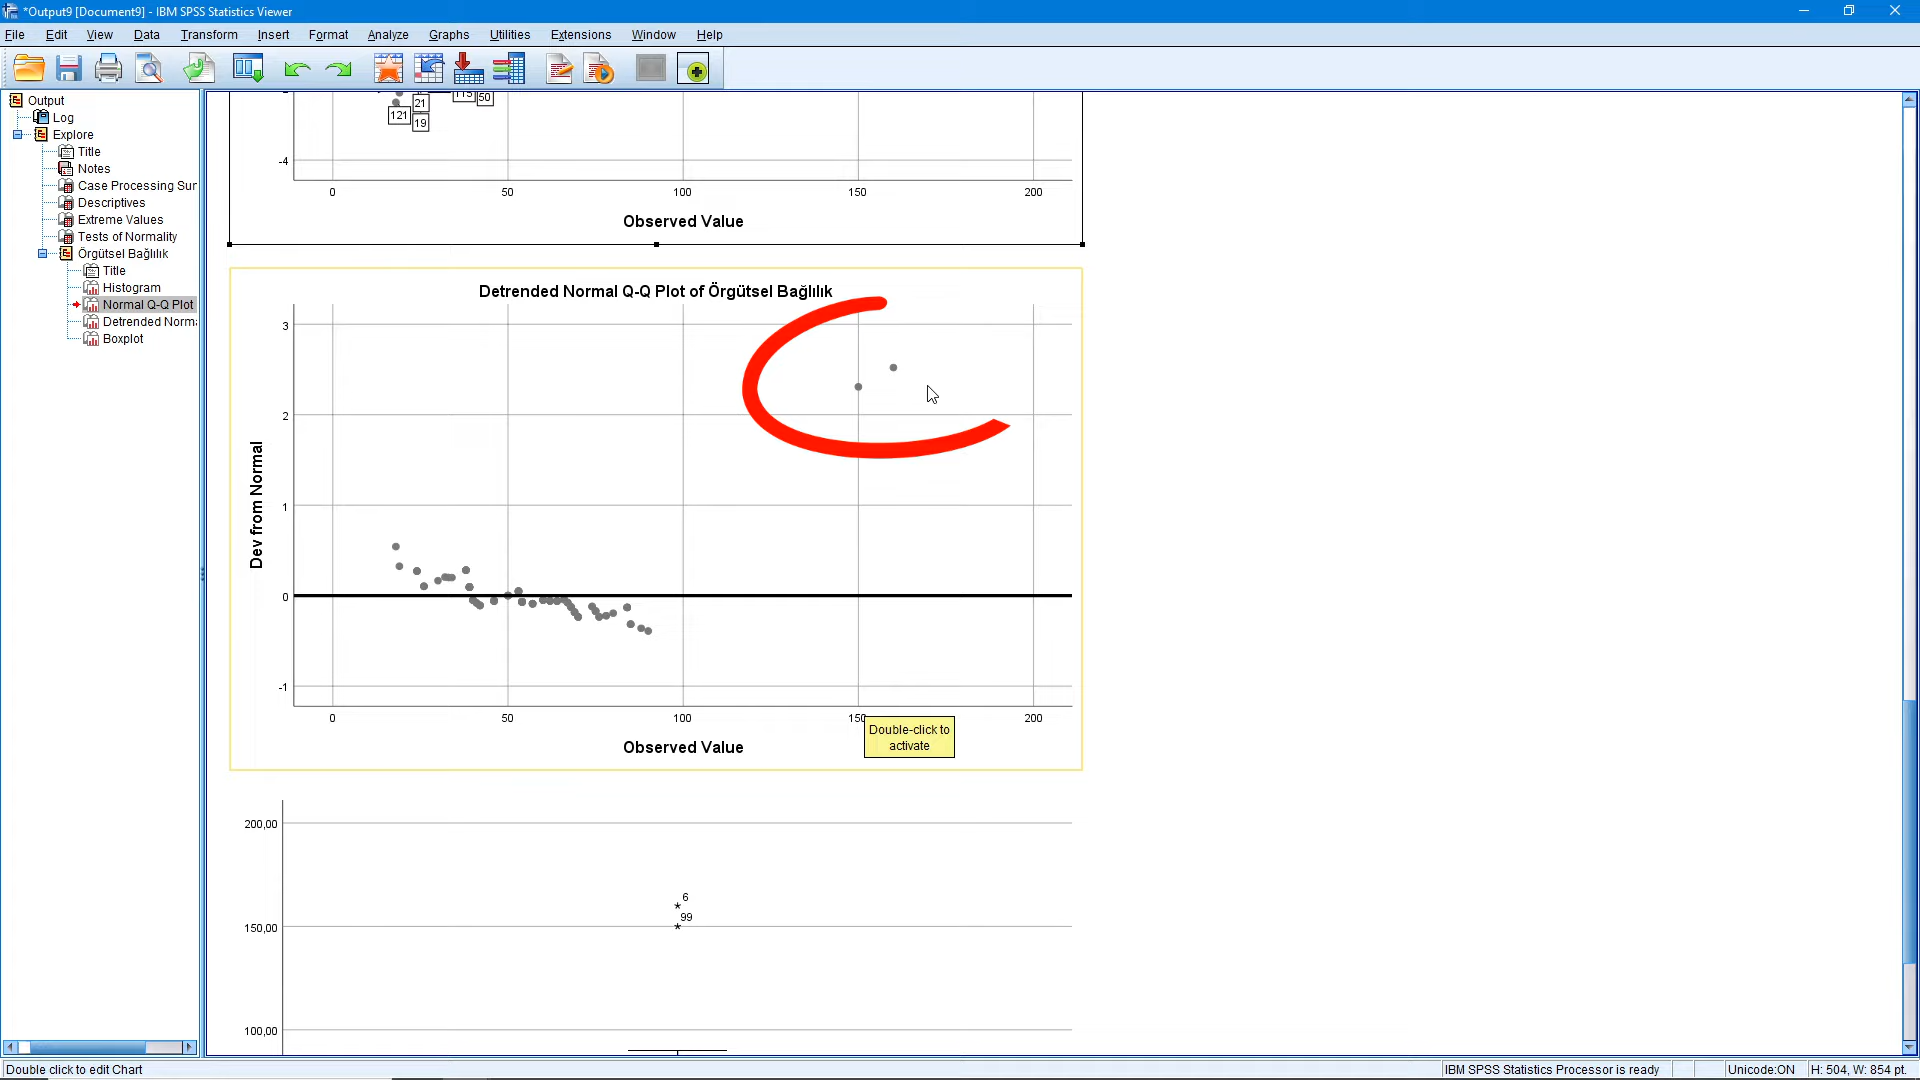 *Output9 [Document9] - IBM SPSS Statistics Viewer
File Edit View Data Transform Insert Format Analyze Graphs Utilities Extensions Window Help
Output
Log
Explore
Title
Notes
Case Processing Sur
Descriptives
Extreme Values
Tests of Normality
Örgütsel Bağlılık
Title
Histogram
Normal Q-Q Plot
Detrended Norma
Boxplot
121 21 19 115 50
-4
0 50 100 150 200
Observed Value
Detrended Normal Q-Q Plot of Örgütsel Bağlılık
3
2
1
0
-1
Dev from Normal
0 50 100 150 200
Observed Value
Double-click to
activate
200,00
150,00
100,00
6
99
Double click to edit Chart
IBM SPSS Statistics Processor is ready
Unicode:ON
H: 504, W: 854 pt.